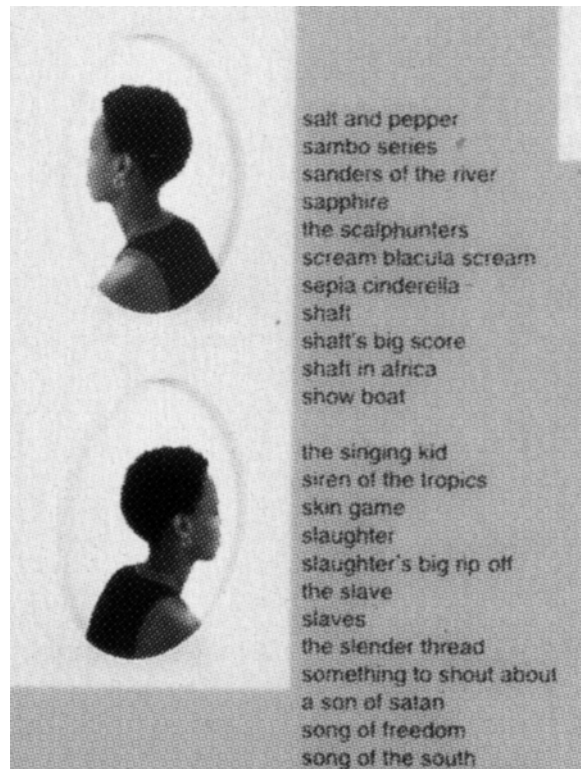 salt and pepper
sambo series
sanders of the river
sapphire
the scalphunters
scream blacula scream
sepia cinderella
shaft
shaft's big score
shaft in africa
show boat
the singing kid
siren of the tropics
skin game
slaughter
slaughter's big rip off
the slave
slaves
the slender thread
something to shout about
a son of satan
song of freedom
song of the south